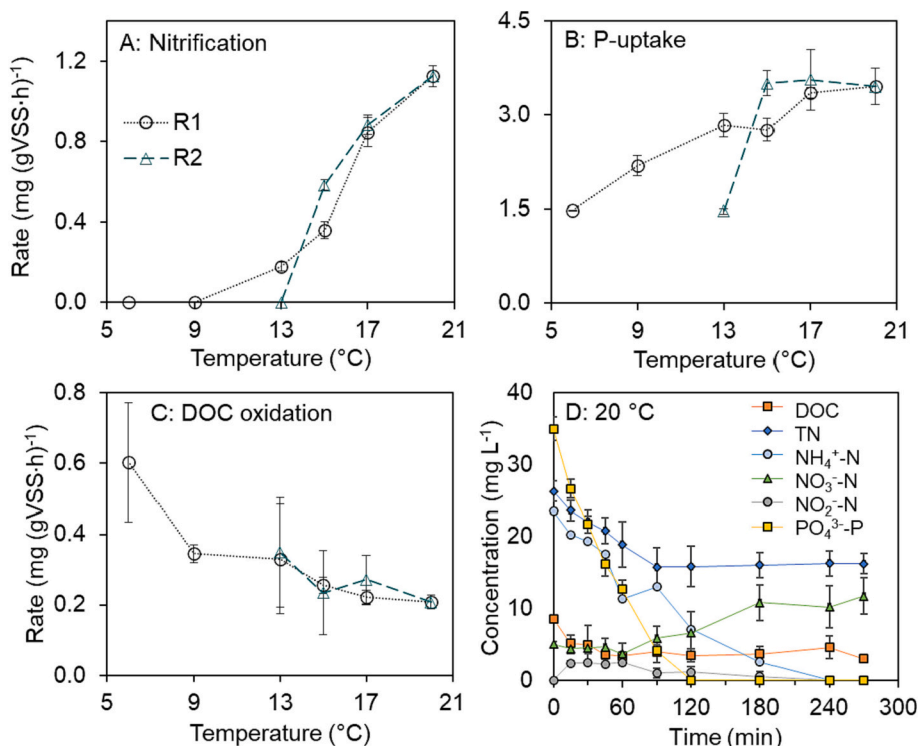 A: Nitrification
R1
R2
Rate (mg (gVSS·h)⁻¹)
1.2
0.8
0.4
0.0
5 9 13 17 21
Temperature (°C)
B: P-uptake
4.5
3.0
1.5
0.0
5 9 13 17 21
Temperature (°C)
C: DOC oxidation
Rate (mg (gVSS·h)⁻¹)
0.8
0.6
0.4
0.2
0.0
5 9 13 17 21
Temperature (°C)
D: 20 °C
DOC
TN
NH₄⁺-N
NO₃⁻-N
NO₂⁻-N
PO₄³⁻-P
Concentration (mg L⁻¹)
40
30
20
10
0
0 60 120 180 240 300
Time (min)